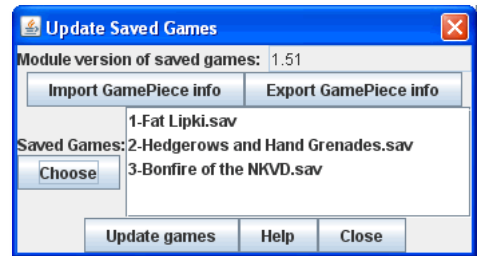 Update Saved Games
Module version of saved games: 1.51
Import GamePiece info Export GamePiece info
1-Fat Lipki.sav
Saved Games: 2-Hedgerows and Hand Grenades.sav
Choose 3-Bonfire of the NKVD.sav
Update games Help Close